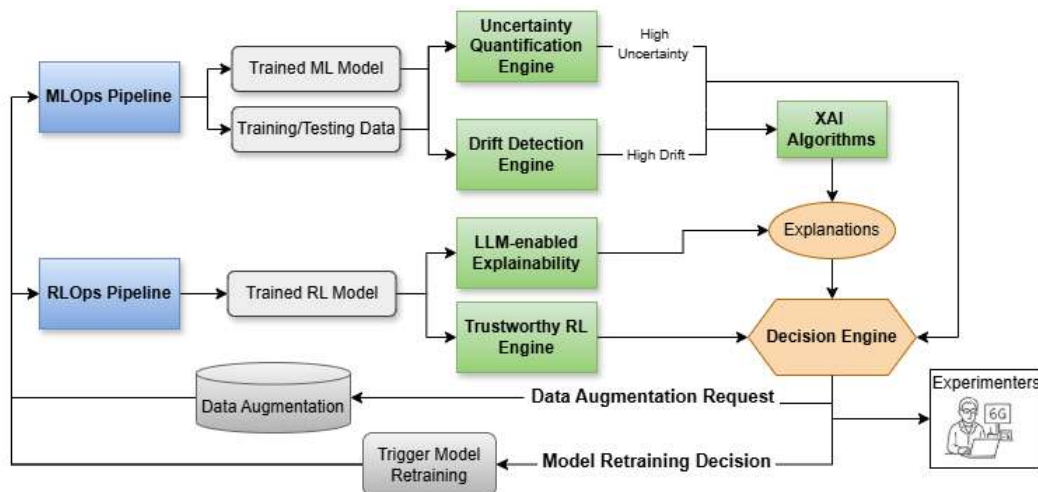 Uncertainty
Quantification
Engine
High
Uncertainty
Trained ML Model
MLOps Pipeline
Training/Testing Data
XAI
Algorithms
Drift Detection
Engine
High Drift
LLM-enabled
Explainability
Explanations
RLOps Pipeline
Trained RL Model
Trustworthy RL
Engine
Decision Engine
Experimenters
6G
Data Augmentation
Data Augmentation Request
Trigger Model
Retraining
Model Retraining Decision